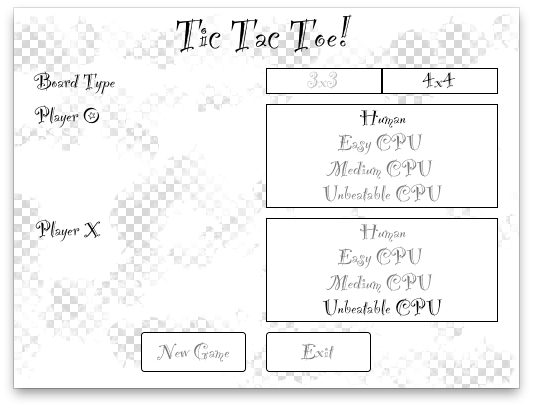 Tic Tac Toe!
Board Type 3x3 4x4
Player O
Human
Easy CPU
Medium CPU
Unbeatable CPU
Player X
Human
Easy CPU
Medium CPU
Unbeatable CPU
New Game Exit